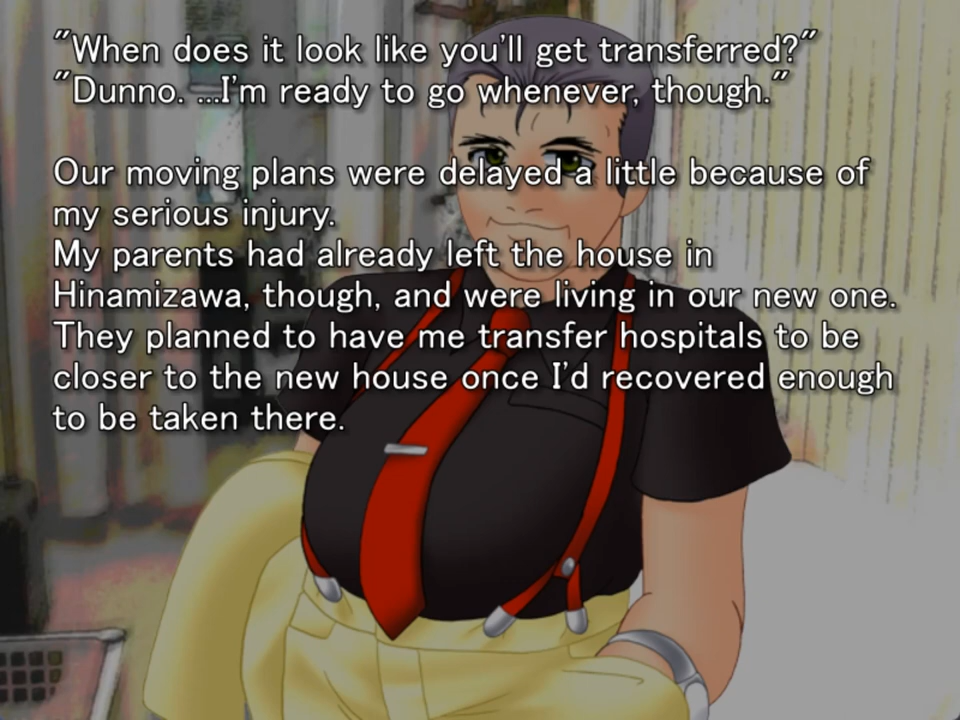 "When does it look like you'll get transferred?"
"Dunno. ...I'm ready to go whenever, though."
Our moving plans were delayed a little because of
my serious injury.
My parents had already left the house in
Hinamizawa, though, and were living in our new one.
They planned to have me transfer hospitals to be
closer to the new house once I'd recovered enough
to be taken there.